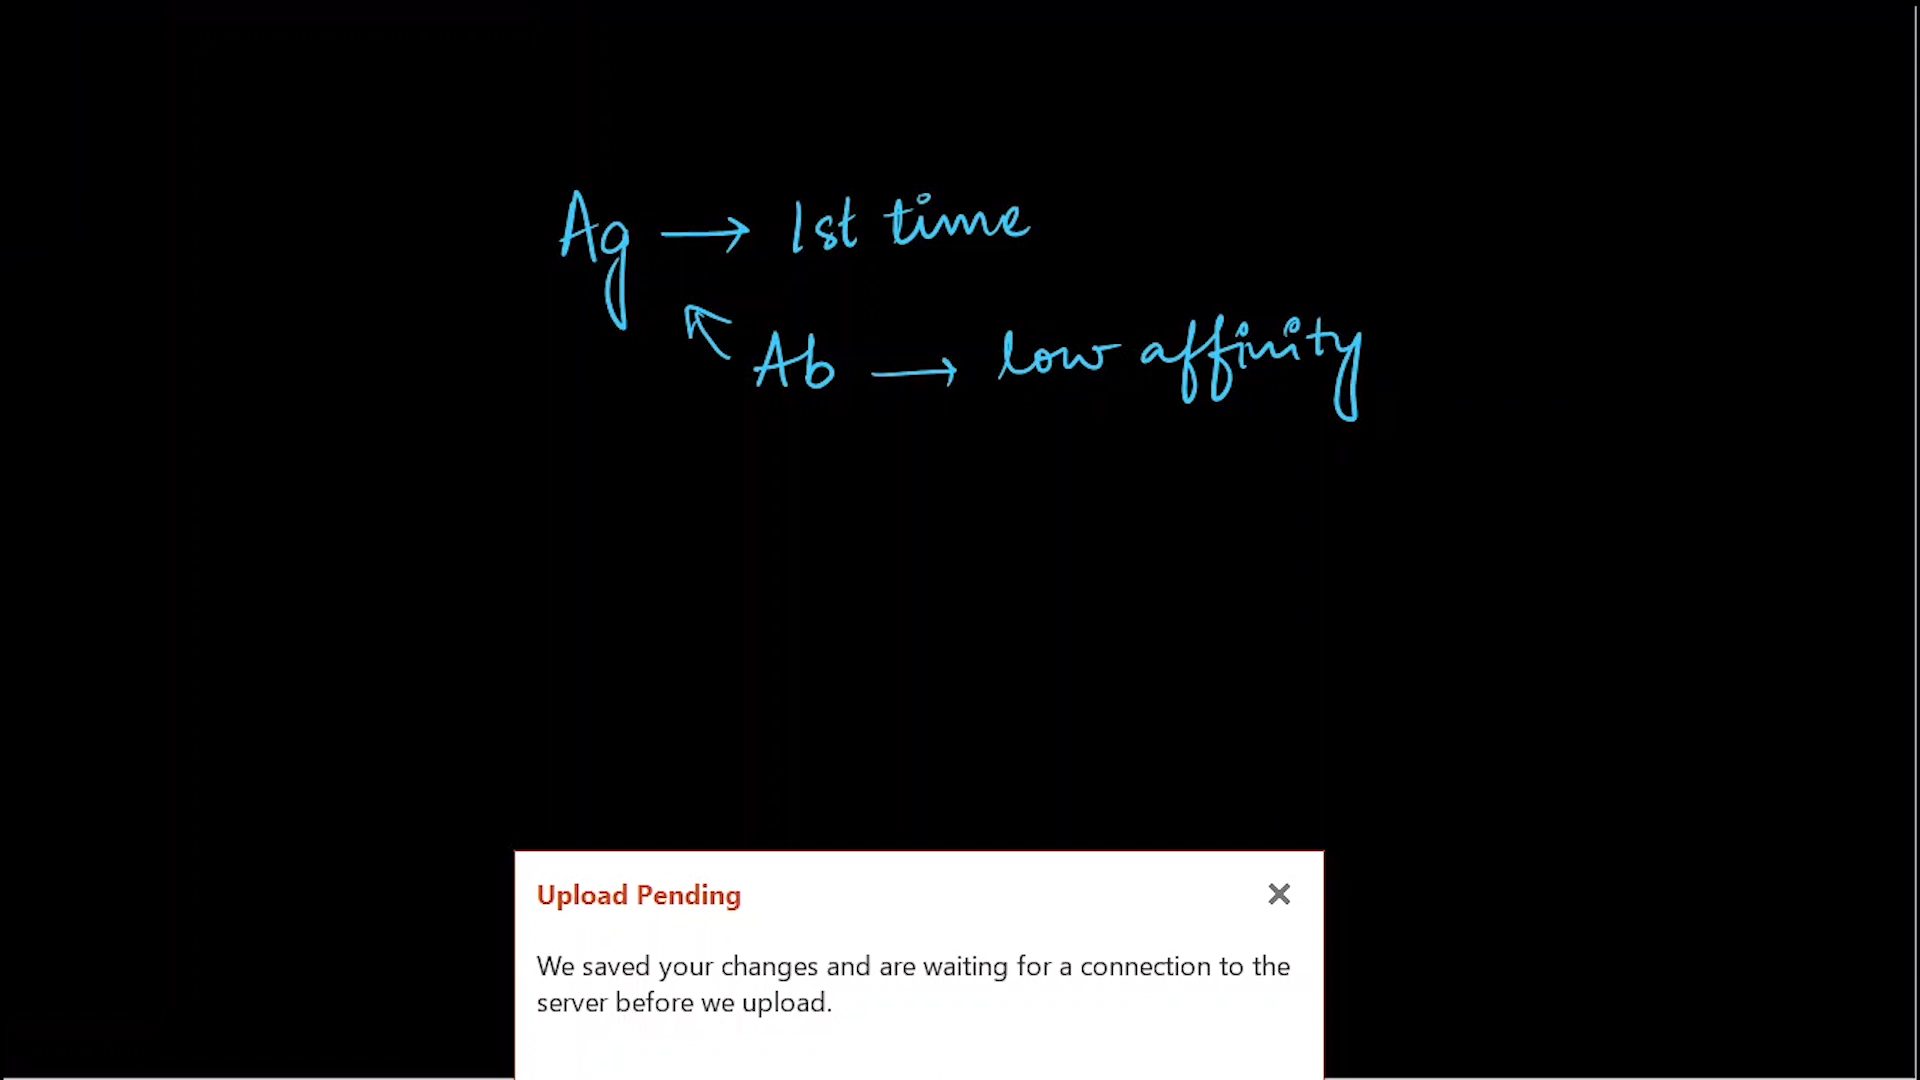 Ag → 1st time
↖ Ab → low affinity
Upload Pending
We saved your changes and are waiting for a connection to the
server before we upload.